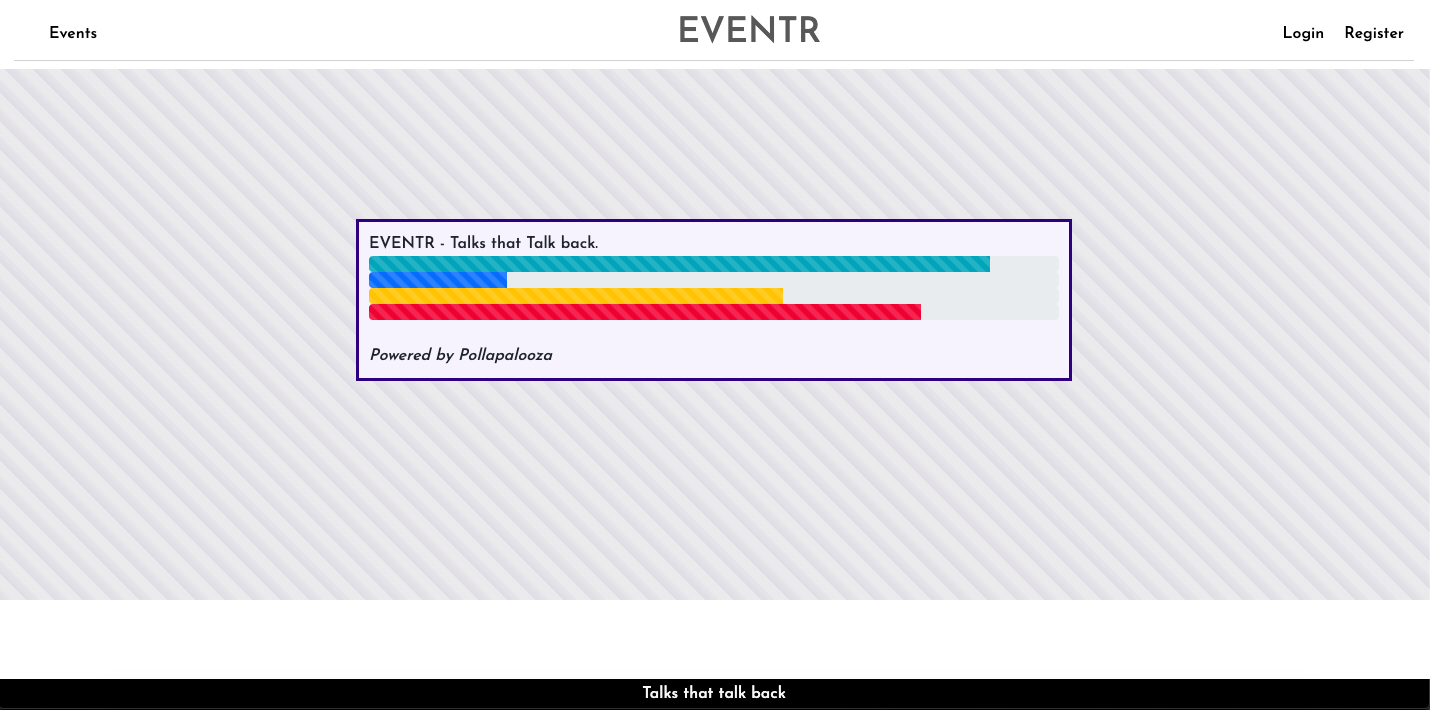 Events
EVENTR
Login
Register
EVENTR - Talks that Talk back.
Powered by Pollapalooza
Talks that talk back